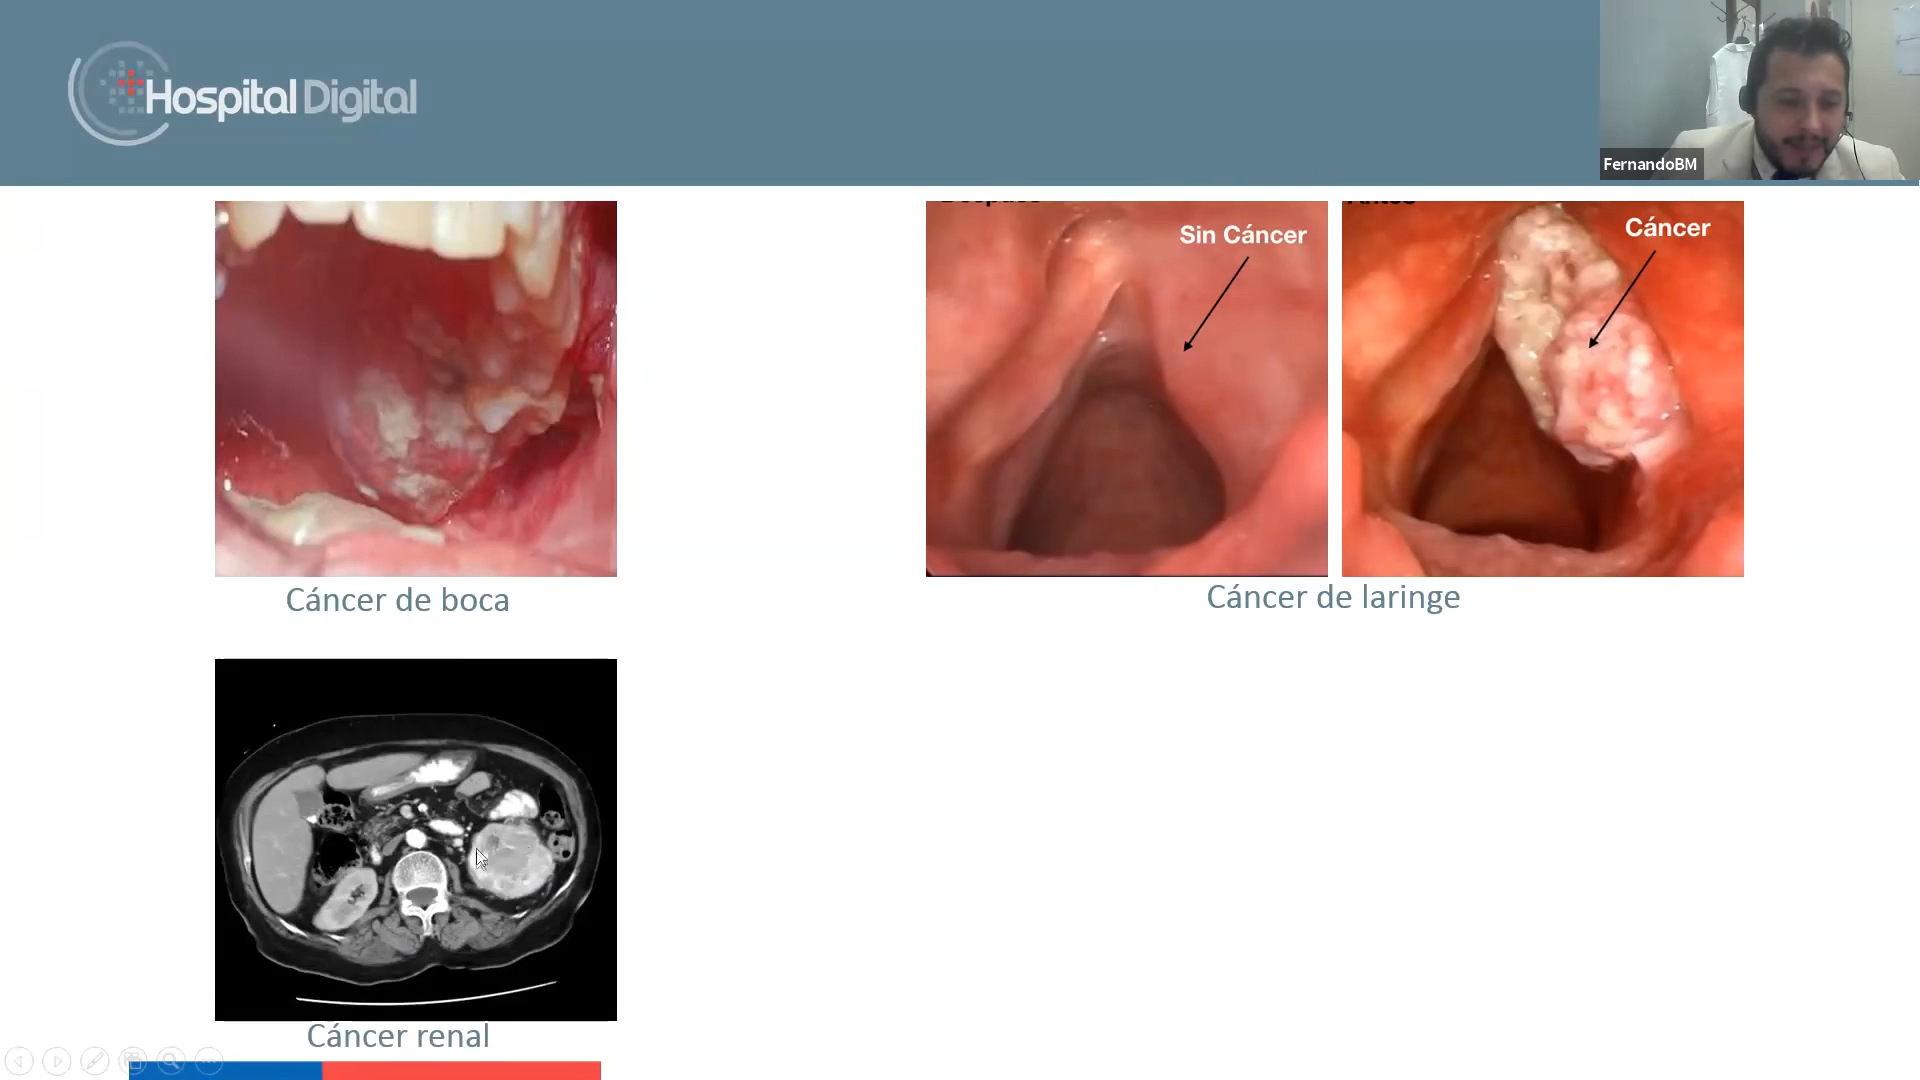 Hospital Digital
FernandoBM
Sin Cáncer
Cáncer
Cáncer de boca
Cáncer de laringe
Cáncer renal